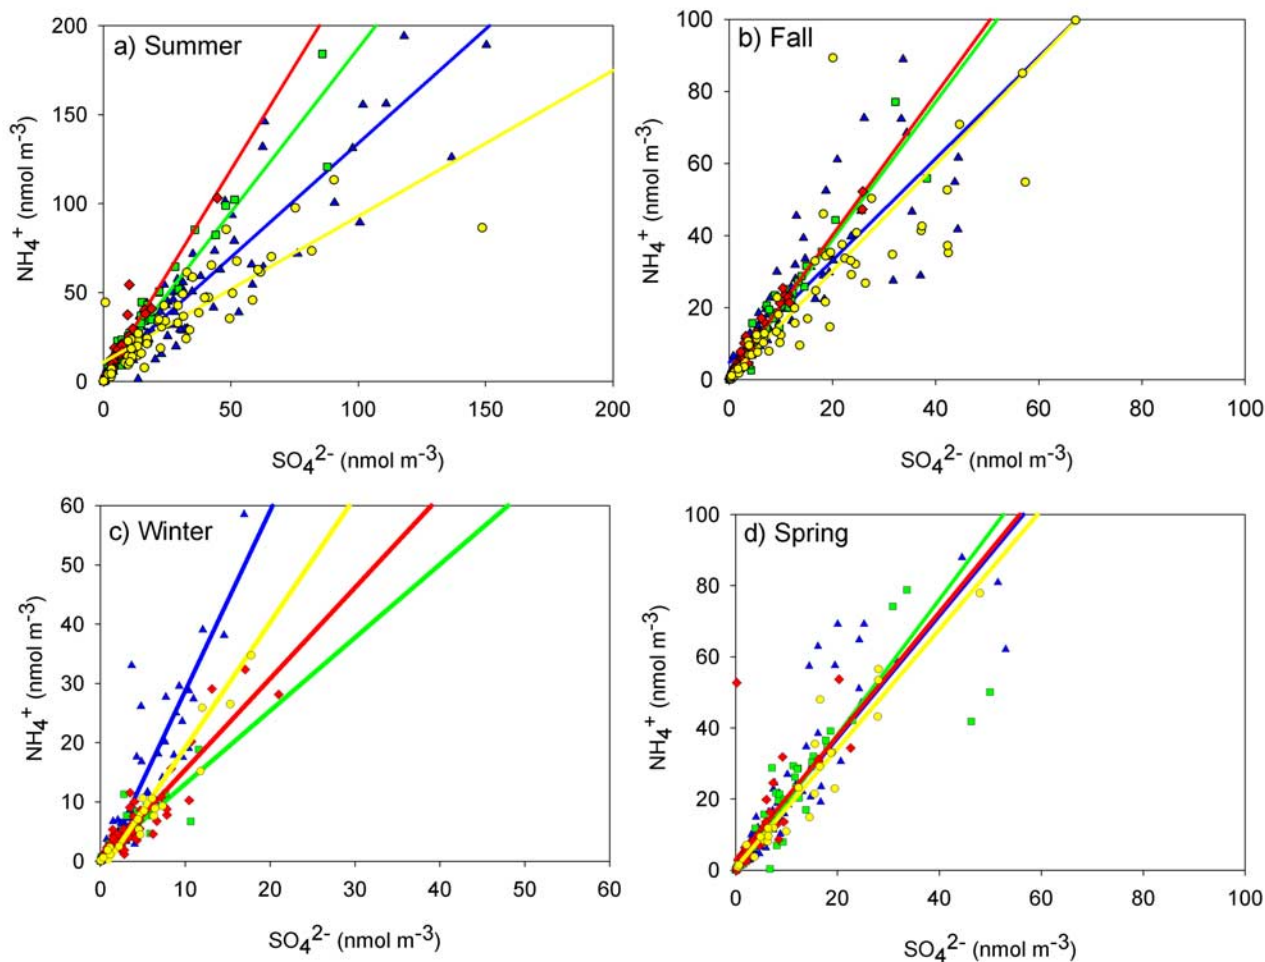 a) Summer
NH₄⁺ (nmol m⁻³)
200
150
100
50
0
0 50 100 150 200
SO₄²⁻ (nmol m⁻³)
b) Fall
NH₄⁺ (nmol m⁻³)
100
80
60
40
20
0
0 20 40 60 80 100
SO₄²⁻ (nmol m⁻³)
c) Winter
NH₄⁺ (nmol m⁻³)
60
50
40
30
20
10
0
0 10 20 30 40 50 60
SO₄²⁻ (nmol m⁻³)
d) Spring
NH₄⁺ (nmol m⁻³)
100
80
60
40
20
0
0 20 40 60 80 100
SO₄²⁻ (nmol m⁻³)